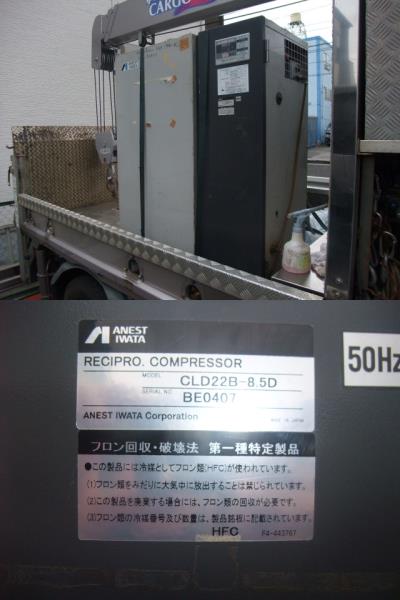 CARGO
ANEST
IWATA
ANEST
IWATA
RECIPRO. COMPRESSOR
MODEL CLD22B-8.5D
SERIAL NO. BE0407
ANEST IWATA Corporation MADE IN JAPAN
50Hz
フロン回収・破壊法 第一種特定製品
●この製品には冷媒としてフロン類(HFC)が使われています。
(1)フロン類をみだりに大気中に放出することは禁じられています。
(2)この製品を廃棄する場合には、フロン類の回収が必要です。
(3)フロン類の冷媒番号及び数量は、製品銘板に記載されています。
HFC P4-443767